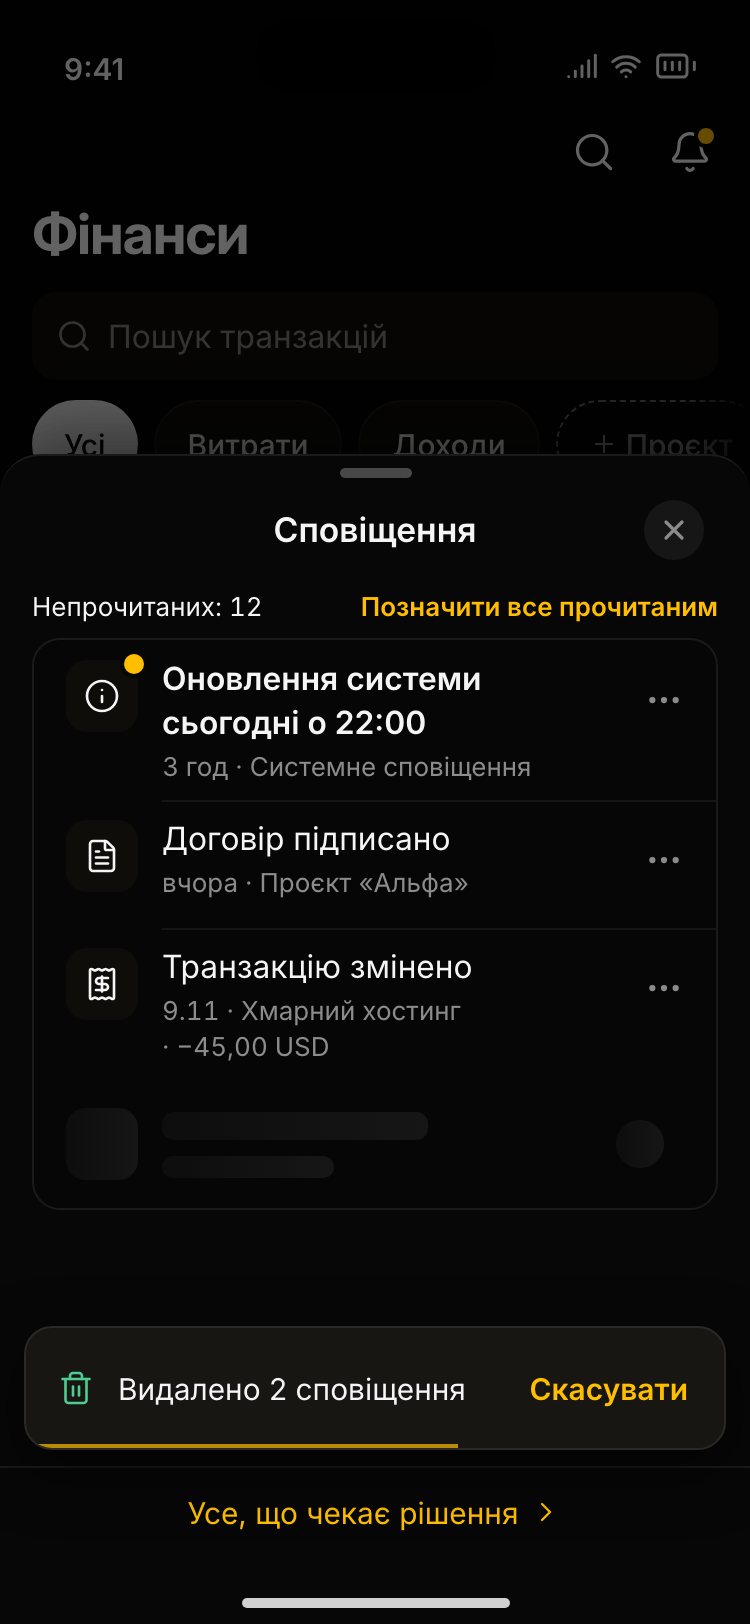 9:41
Фінанси
Пошук транзакцій
Усі Витрати Доходи + Проєкт
Сповіщення
Непрочитаних: 12 Позначити все прочитаним
Оновлення системи
сьогодні о 22:00
3 год · Системне сповіщення
Договір підписано
вчора · Проєкт «Альфа»
Транзакцію змінено
9.11 · Хмарний хостинг
· −45,00 USD
Видалено 2 сповіщення Скасувати
Усе, що чекає рішення